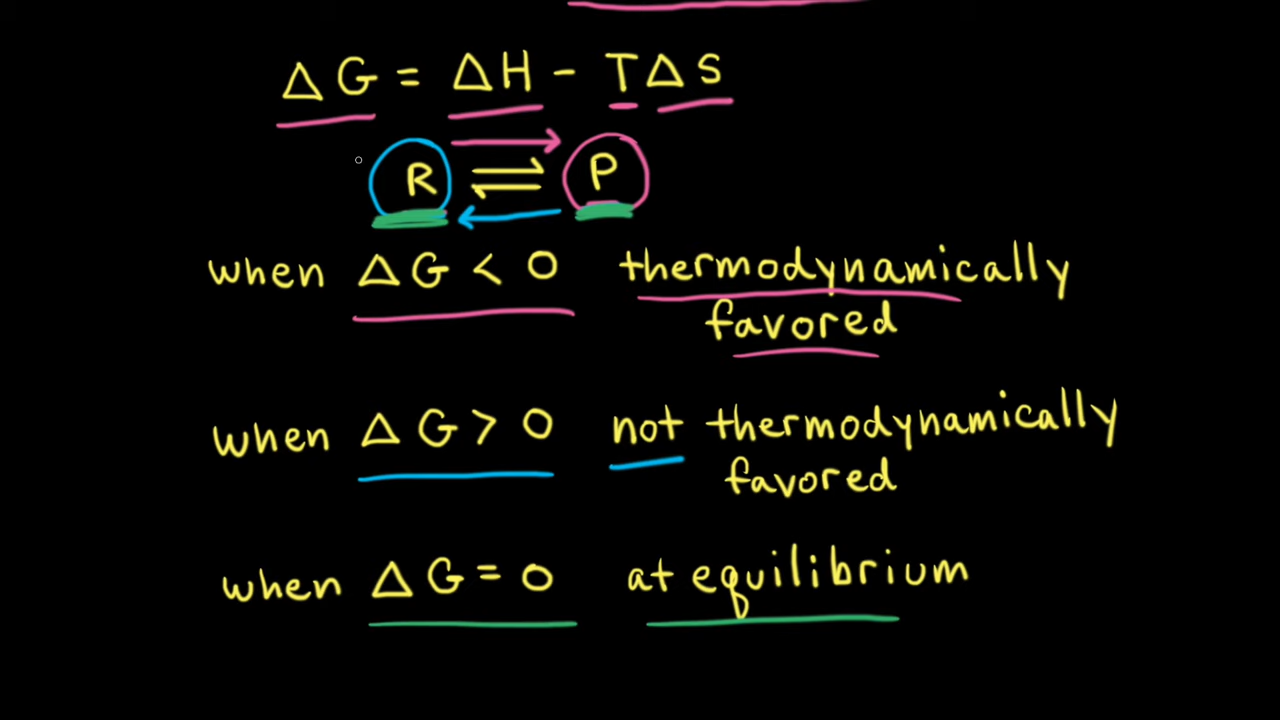 ΔG = ΔH - TΔS
R ⇌ P
when ΔG < 0 thermodynamically
favored
when ΔG > 0 not thermodynamically
favored
when ΔG = 0 at equilibrium